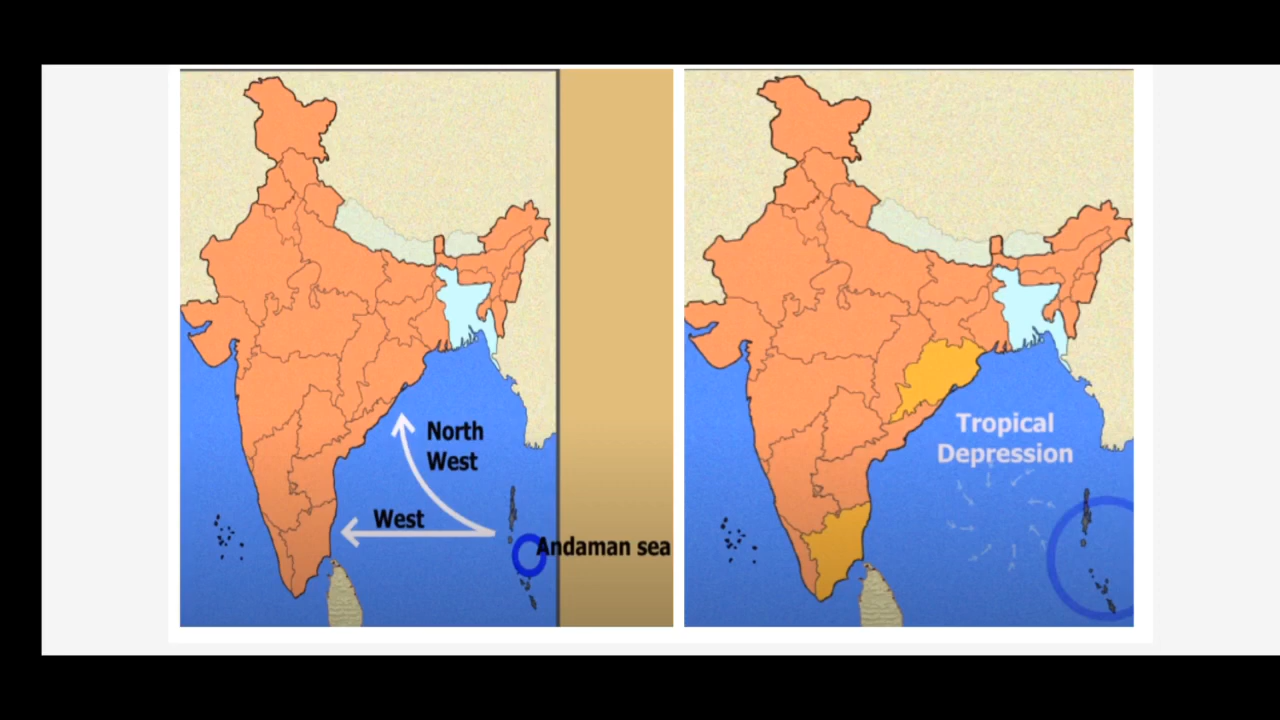 North
West
West
Andaman sea
Tropical
Depression